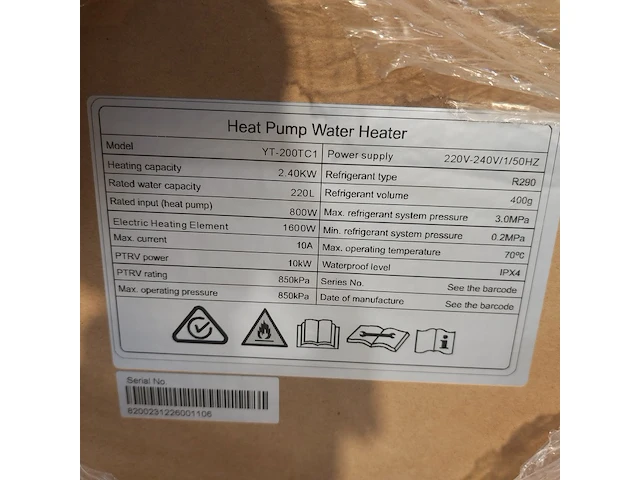 Heat Pump Water Heater
Model YT-200TC1 Power supply 220V-240V/1/50HZ
Heating capacity 2.40KW Refrigerant type R290
Rated water capacity 220L Refrigerant volume 400g
Rated input (heat pump) 800W Max. refrigerant system pressure 3.0MPa
Electric Heating Element 1600W Min. refrigerant system pressure 0.2MPa
Max. current 10A Max. operating temperature 70ºC
PTRV power 10kW Waterproof level IPX4
PTRV rating 850kPa Series No. See the barcode
Max. operating pressure 850kPa Date of manufacture See the barcode
Serial No.
8200231226001106